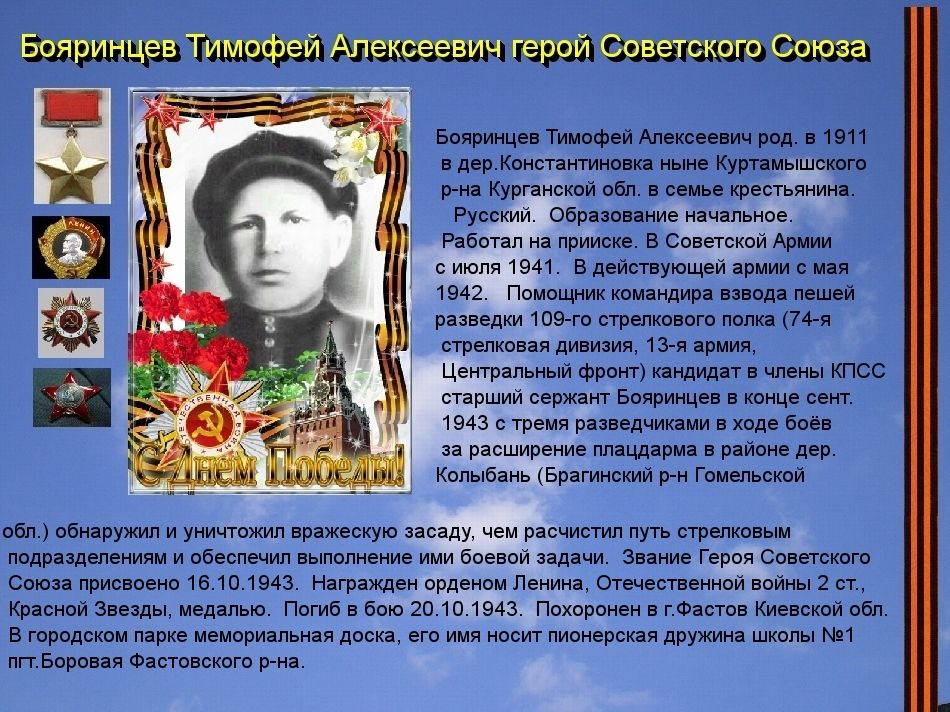 Бояринцев Тимофей Алексеевич герой Советского Союза
Бояринцев Тимофей Алексеевич род. в 1911
в дер.Константиновка ныне Куртамышского
р-на Курганской обл. в семье крестьянина.
Русский. Образование начальное.
Работал на прииске. В Советской Армии
с июля 1941. В действующей армии с мая
1942. Помощник командира взвода пешей
разведки 109-го стрелкового полка (74-я
стрелковая дивизия, 13-я армия,
Центральный фронт) кандидат в члены КПСС
старший сержант Бояринцев в конце сент.
1943 с тремя разведчиками в ходе боёв
за расширение плацдарма в районе дер.
Колыбань (Брагинский р-н Гомельской
обл.) обнаружил и уничтожил вражескую засаду, чем расчистил путь стрелковым
подразделениям и обеспечил выполнение ими боевой задачи. Звание Героя Советского
Союза присвоено 16.10.1943. Награжден орденом Ленина, Отечественной войны 2 ст.,
Красной Звезды, медалью. Погиб в бою 20.10.1943. Похоронен в г.Фастов Киевской обл.
В городском парке мемориальная доска, его имя носит пионерская дружина школы №1
пгт.Боровая Фастовского р-на.
ЛЕНИН
ОТЕЧЕСТВЕННАЯ ВОЙНА
С Днем Победы!